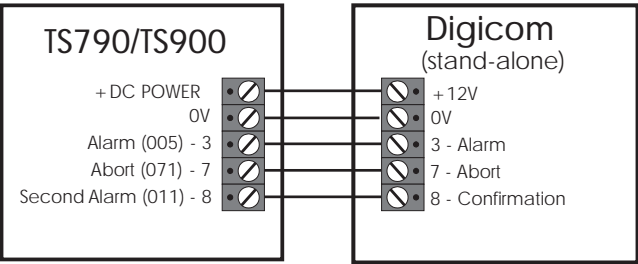 TS790/TS900
+DC POWER
0V
Alarm (005) - 3
Abort (071) - 7
Second Alarm (011) - 8
Digicom
(stand-alone)
+12V
0V
3 - Alarm
7 - Abort
8 - Confirmation